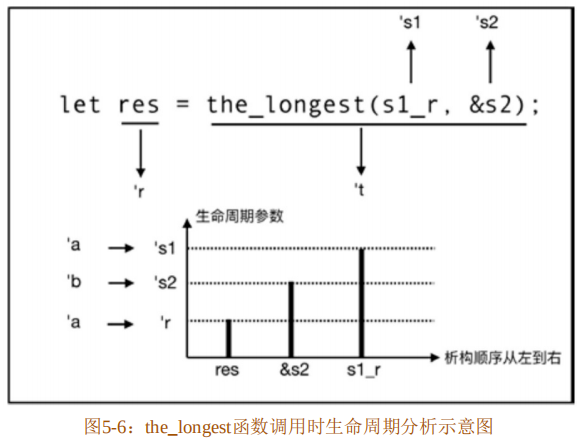 's1 's2
let res = the_longest(s1_r, &s2);
'r 't
生命周期参数
'a 's1
'b 's2
'a 'r
析构顺序从左到右
res &s2 s1_r
图5-6：the_longest函数调用时生命周期分析示意图